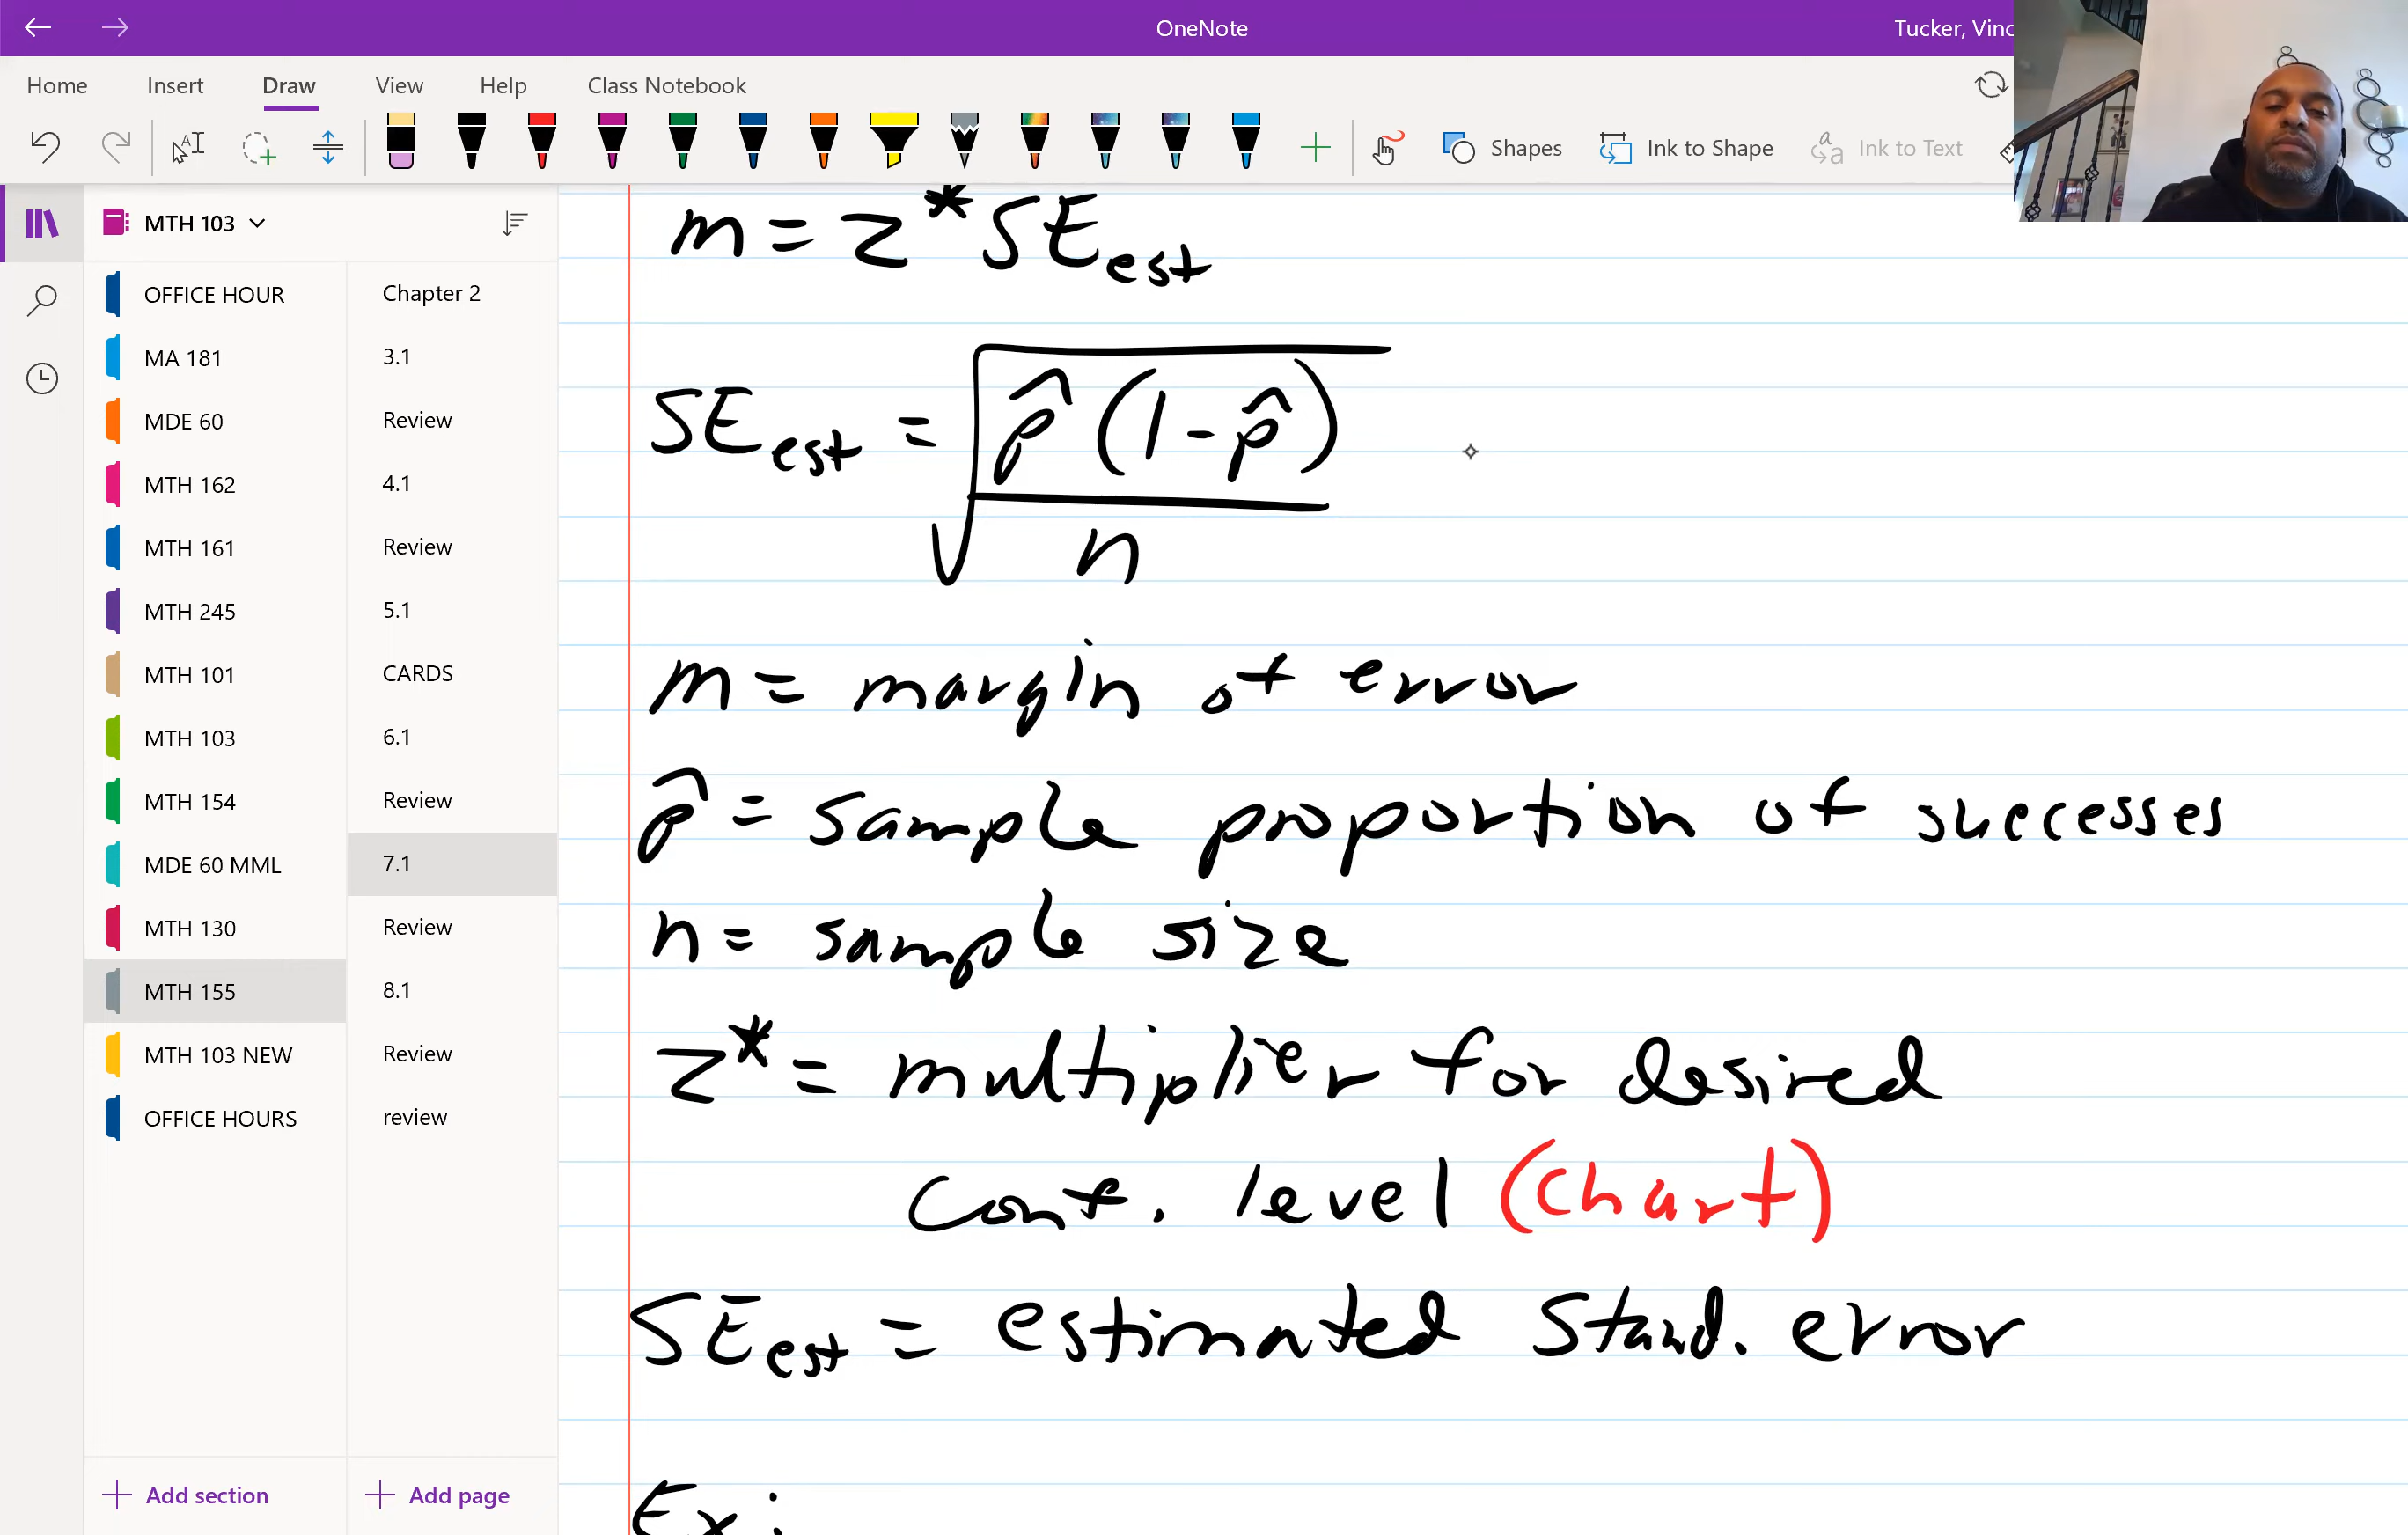 OneNote
Tucker, Vinc
Home Insert Draw View Help Class Notebook
Shapes Ink to Shape Ink to Text
MTH 103
OFFICE HOUR
MA 181
MDE 60
MTH 162
MTH 161
MTH 245
MTH 101
MTH 103
MTH 154
MDE 60 MML
MTH 130
MTH 155
MTH 103 NEW
OFFICE HOURS
Add section
Chapter 2
3.1
Review
4.1
Review
5.1
CARDS
6.1
Review
7.1
Review
8.1
Review
review
Add page
m = z* SE_est
SE_est = √(p̂(1-p̂)/n)
m = margin of error
p̂ = sample proportion of successes
n = sample size
z* = multiplier for desired
conf. level (chart)
SE_est = estimated Stand. error
Ex: